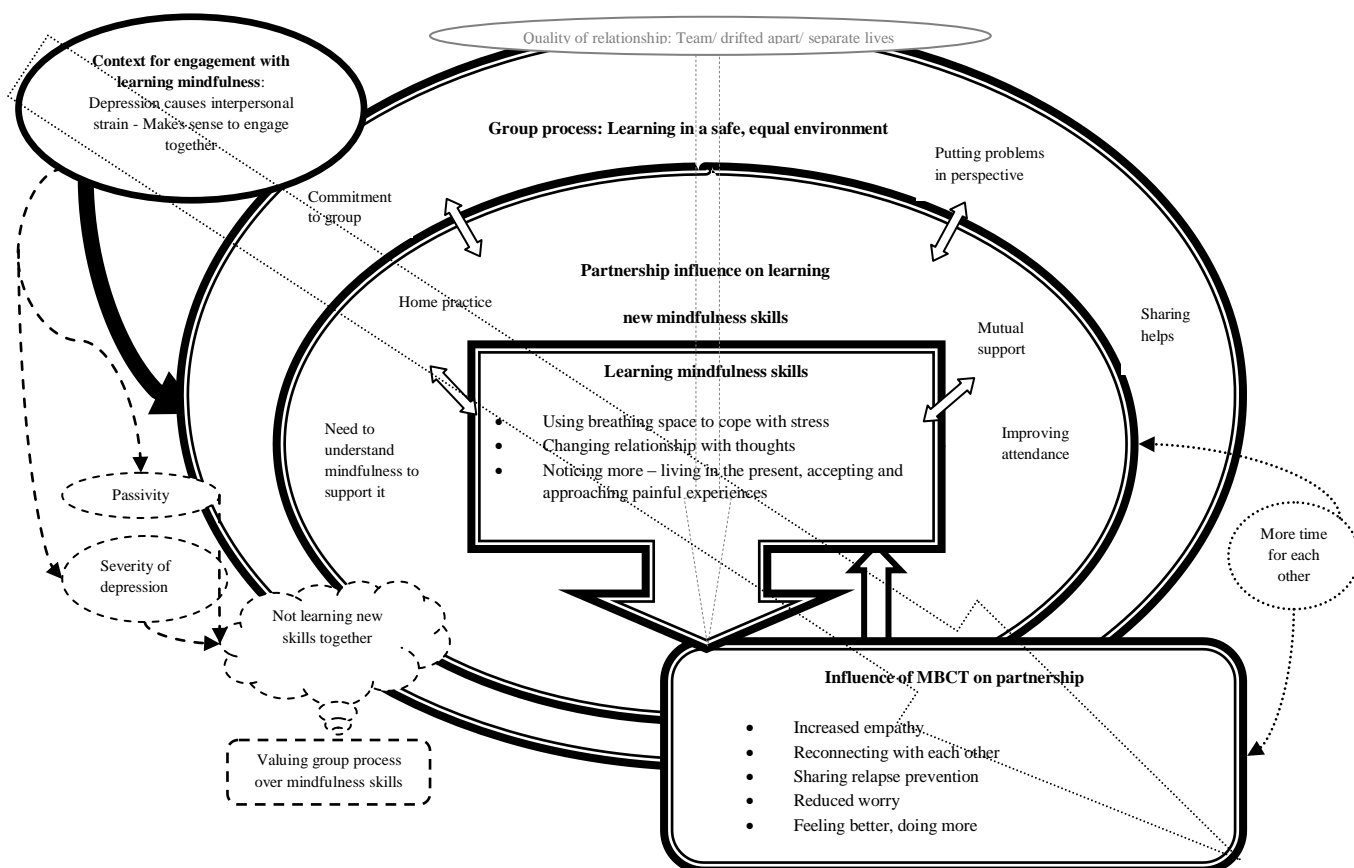 Quality of relationship: Team/ drifted apart/ separate lives
Context for engagement with
learning mindfulness:
Depression causes interpersonal
strain - Makes sense to engage
together
Group process: Learning in a safe, equal environment
Putting problems
in perspective
Commitment
to group
Partnership influence on learning
new mindfulness skills
Home practice
Sharing
helps
Mutual
support
Learning mindfulness skills
• Using breathing space to cope with stress
• Changing relationship with thoughts
• Noticing more – living in the present, accepting and
approaching painful experiences
Need to
understand
mindfulness to
support it
Improving
attendance
Passivity
Severity of
depression
More time
for each
other
Not learning new
skills together
Valuing group process
over mindfulness skills
Influence of MBCT on partnership
• Increased empathy
• Reconnecting with each other
• Sharing relapse prevention
• Reduced worry
• Feeling better, doing more